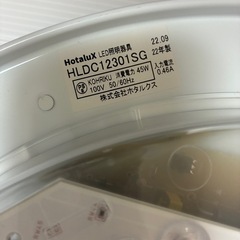 HotaluX LED照明器具 22.09
HLDC12301SG 22年製
KOHRIKU 消費電力 45W 入力電流
100V 50/60Hz 0.46A
株式会社ホタルクス